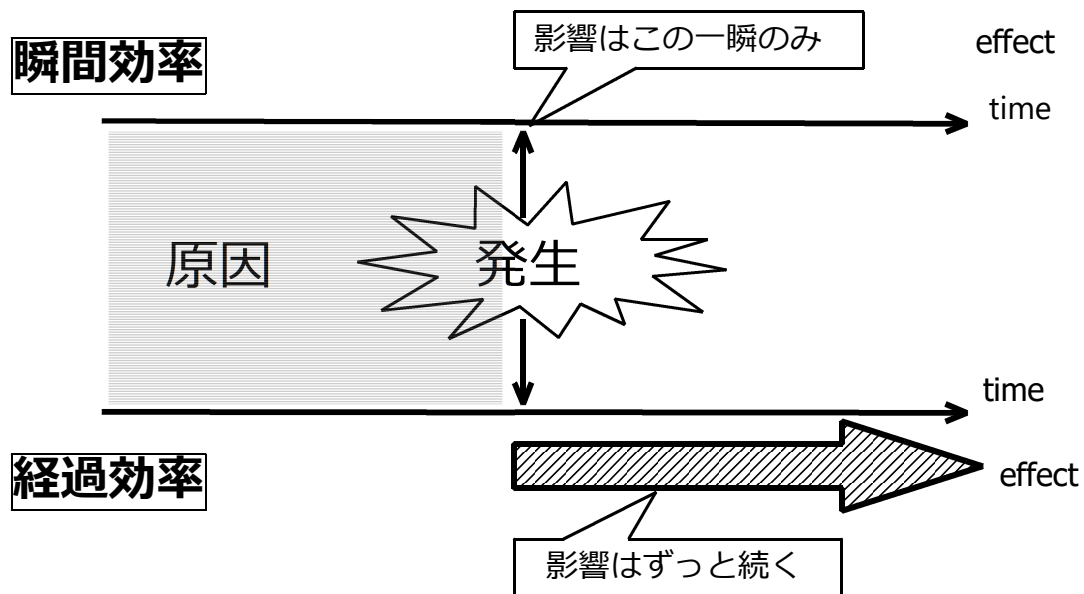 瞬間効率
影響はこの一瞬のみ
effect
time
原因
発生
time
経過効率
effect
影響はずっと続く